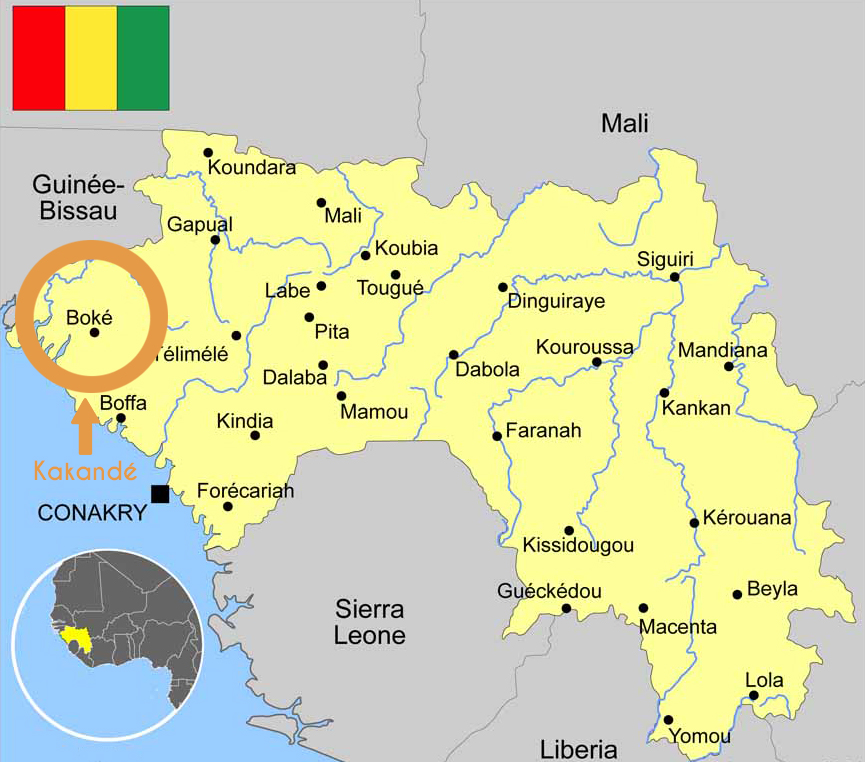 Mali
Koundara
Guinée-
Bissau
Mali
Gapual
Koubia
Siguiri
Labe
Tougué
Dinguiraye
Boké
Pita
Télimélé
Kouroussa
Mandiana
Dabola
Dalaba
Boffa
Mamou
Kankan
Kindia
Faranah
Kakandé
Forécariah
CONAKRY
Kérouana
Kissidougou
Guéckédou
Beyla
Sierra
Leone
Macenta
Lola
Yomou
Liberia